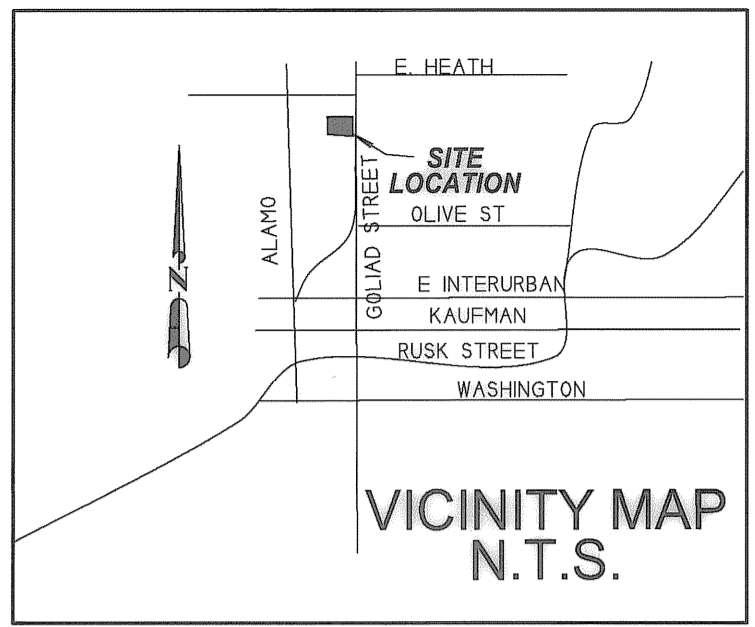 E. HEATH
SITE
LOCATION
ALAMO
GOLIAD STREET
OLIVE ST
N
E INTERURBAN
KAUFMAN
RUSK STREET
WASHINGTON
VICINITY MAP
N.T.S.